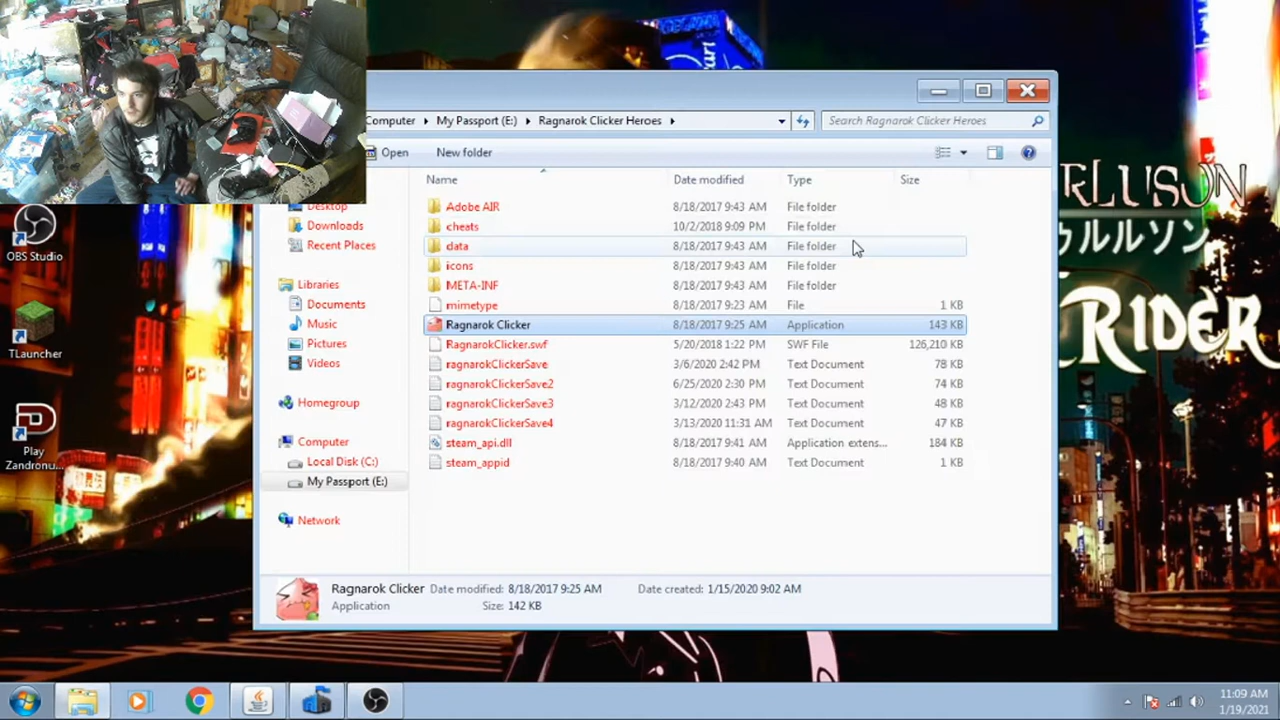 Computer ▸ My Passport (E:) ▸ Ragnarok Clicker Heroes ▸
Search Ragnarok Clicker Heroes
Open New folder
Name Date modified Type Size
Adobe AIR 8/18/2017 9:43 AM File folder
cheats 10/2/2018 9:09 PM File folder
data 8/18/2017 9:43 AM File folder
icons 8/18/2017 9:43 AM File folder
META-INF 8/18/2017 9:43 AM File folder
mimetype 8/18/2017 9:23 AM File 1 KB
Ragnarok Clicker 8/18/2017 9:25 AM Application 143 KB
RagnarokClicker.swf 5/20/2018 1:22 PM SWF File 126,210 KB
ragnarokClickerSave 3/6/2020 2:42 PM Text Document 78 KB
ragnarokClickerSave2 6/25/2020 2:30 PM Text Document 74 KB
ragnarokClickerSave3 3/12/2020 2:43 PM Text Document 48 KB
ragnarokClickerSave4 3/13/2020 11:31 AM Text Document 47 KB
steam_api.dll 8/18/2017 9:41 AM Application extens... 184 KB
steam_appid 8/18/2017 9:40 AM Text Document 1 KB
Desktop
Downloads
Recent Places
Libraries
Documents
Music
Pictures
Videos
Homegroup
Computer
Local Disk (C:)
My Passport (E:)
Network
Ragnarok Clicker Date modified: 8/18/2017 9:25 AM Date created: 1/15/2020 9:02 AM
Application Size: 142 KB
OBS Studio
TLauncher
Play
Zandronu...
RLUSON
ゥルルソン
RIDER
11:09 AM
1/19/2021